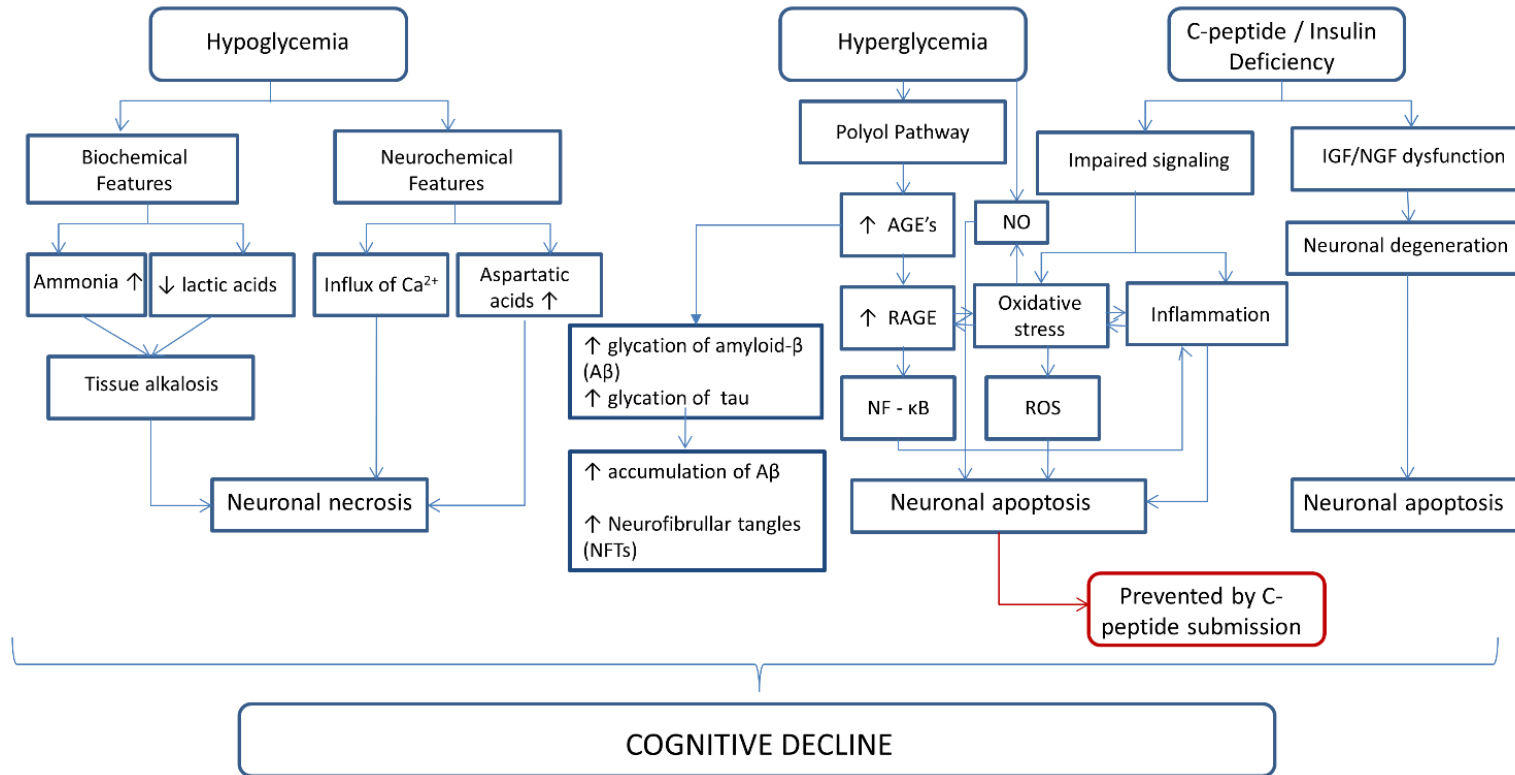 Hypoglycemia
Hyperglycemia
C-peptide / Insulin
Deficiency
Biochemical
Features
Neurochemical
Features
Polyol Pathway
Impaired signaling
IGF/NGF dysfunction
Ammonia ↑
↓ lactic acids
Influx of Ca²⁺
Aspartatic
acids ↑
↑ AGE's
NO
Neuronal degeneration
↑ RAGE
Oxidative
stress
Inflammation
↑ glycation of amyloid-β
(Aβ)
↑ glycation of tau
Tissue alkalosis
NF - κB
ROS
↑ accumulation of Aβ
↑ Neurofibrullar tangles
(NFTs)
Neuronal necrosis
Neuronal apoptosis
Neuronal apoptosis
Prevented by C-
peptide submission
COGNITIVE DECLINE